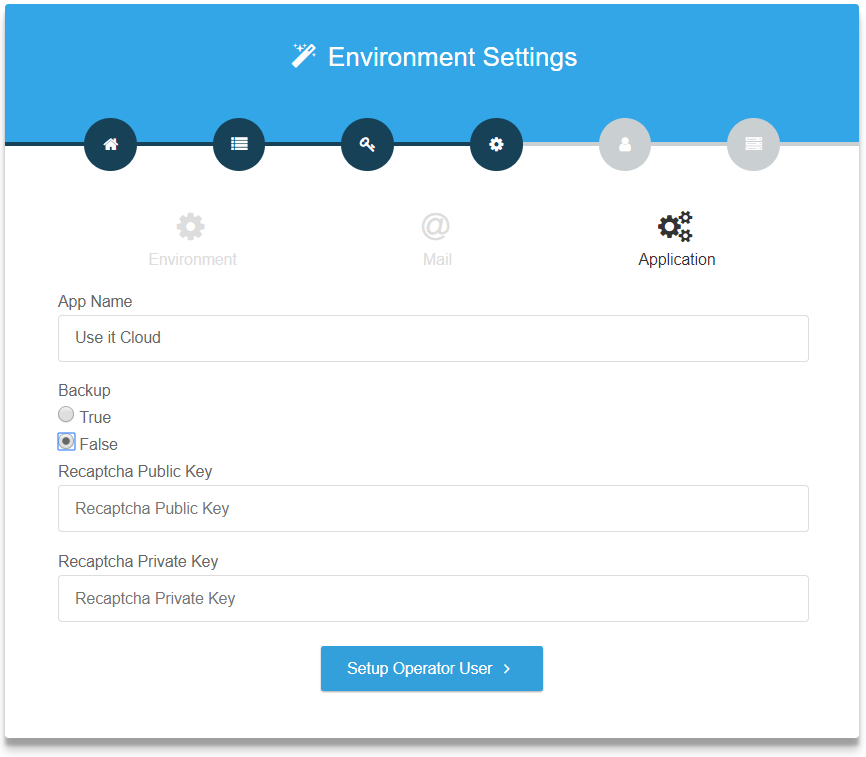 Environment Settings
Environment
Mail
Application
App Name
Use it Cloud
Backup
True
False
Recaptcha Public Key
Recaptcha Public Key
Recaptcha Private Key
Recaptcha Private Key
Setup Operator User